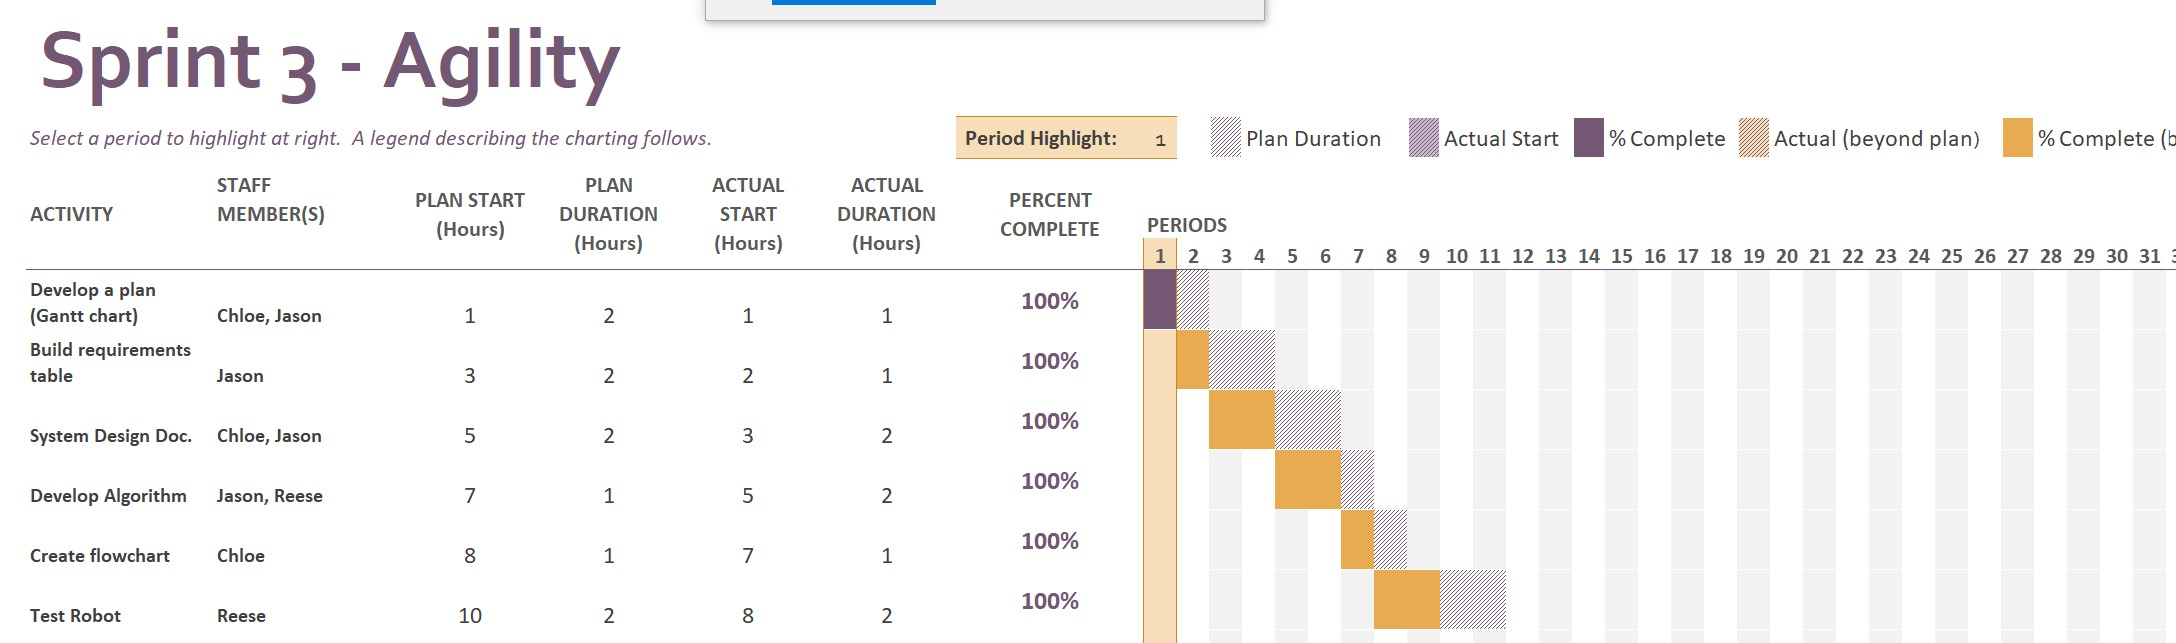 Sprint 3 - Agility
Select a period to highlight at right.  A legend describing the charting follows.
Period Highlight: 1
Plan Duration
Actual Start
% Complete
Actual (beyond plan)
% Complete (b
ACTIVITY
STAFF
MEMBER(S)
PLAN START
(Hours)
PLAN
DURATION
(Hours)
ACTUAL
START
(Hours)
ACTUAL
DURATION
(Hours)
PERCENT
COMPLETE
PERIODS
1 2 3 4 5 6 7 8 9 10 11 12 13 14 15 16 17 18 19 20 21 22 23 24 25 26 27 28 29 30 31
Develop a plan
(Gantt chart) Chloe, Jason 1 2 1 1 100%
Build requirements
table Jason 3 2 2 1 100%
System Design Doc. Chloe, Jason 5 2 3 2 100%
Develop Algorithm Jason, Reese 7 1 5 2 100%
Create flowchart Chloe 8 1 7 1 100%
Test Robot Reese 10 2 8 2 100%